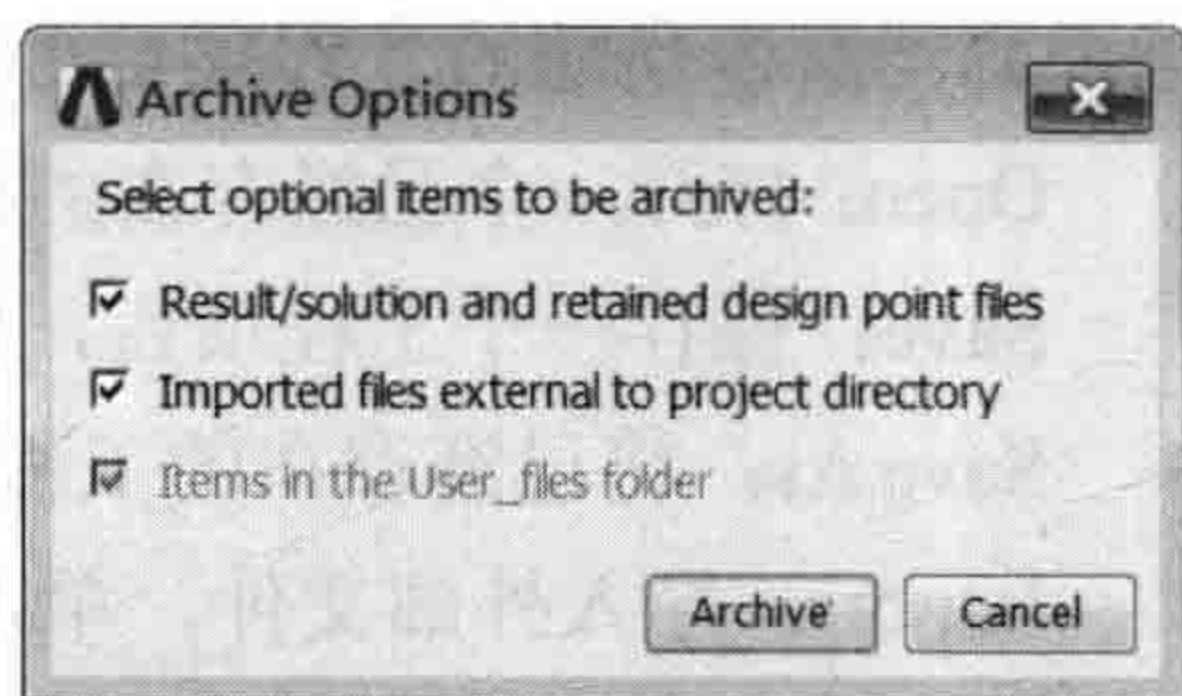 Archive Options
Select optional items to be archived:
Result/solution and retained design point files
Imported files external to project directory
Items in the User_files folder
Archive
Cancel